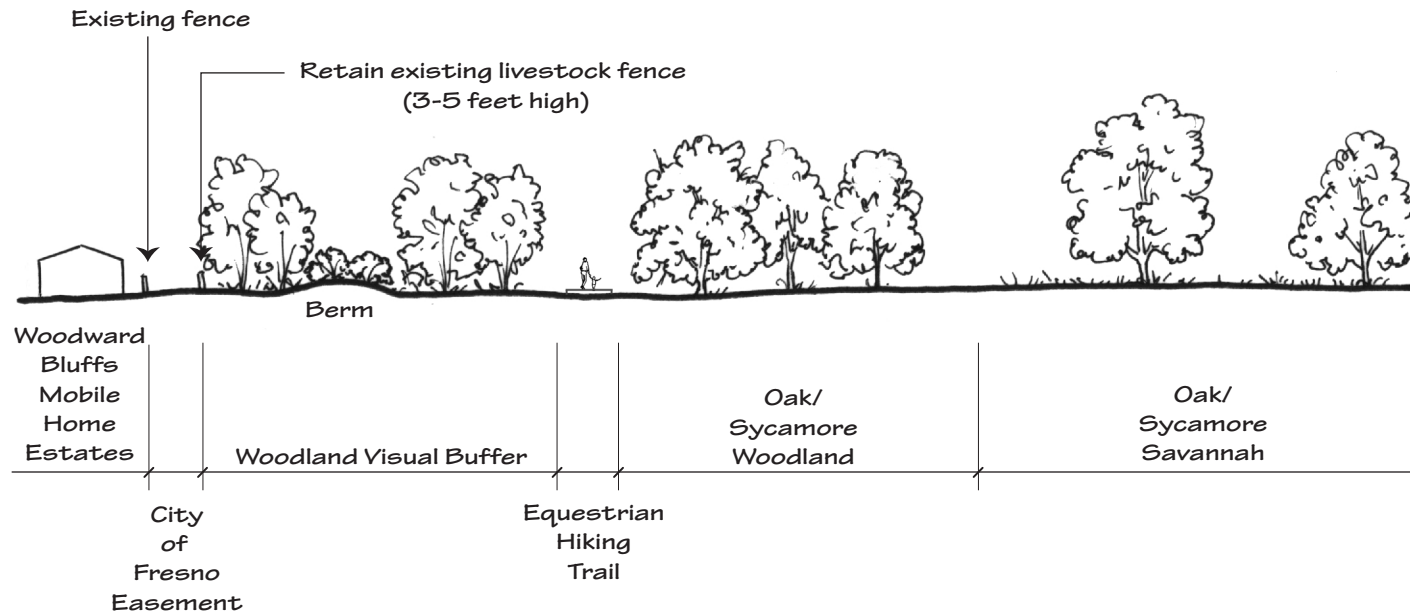 Existing fence
Retain existing livestock fence
(3-5 feet high)
Berm
Woodward
Bluffs
Mobile
Home
Estates
City
of
Fresno
Easement
Woodland Visual Buffer
Equestrian
Hiking
Trail
Oak/
Sycamore
Woodland
Oak/
Sycamore
Savannah